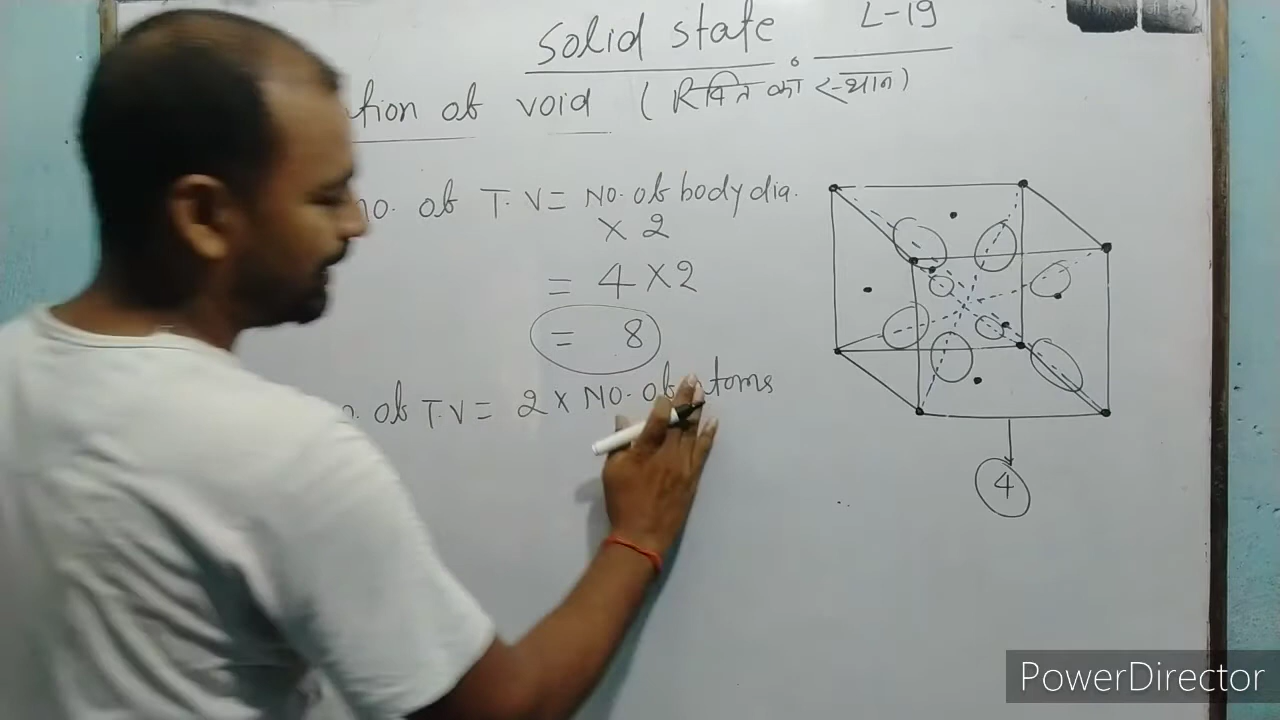 Solid state L-19
tion of void (रिक्ति का स्थान)
no. of T.V = No. of body dia.
× 2
= 4 × 2
= 8
of T.V = 2 × No. of atoms
4
PowerDirector